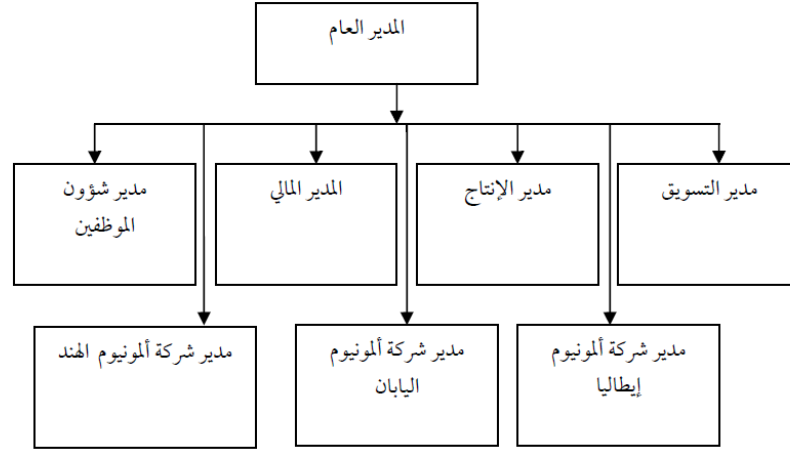 المدير العام
مدير التسويق
مدير الإنتاج
المدير المالي
مدير شؤون
الموظفين
مدير شركة ألمونيوم
إيطاليا
مدير شركة ألمونيوم
اليابان
مدير شركة ألمونيوم الهند